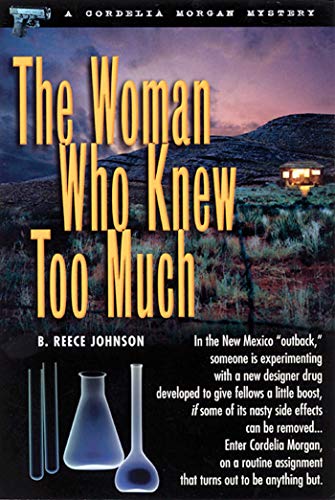 A CORDELIA MORGAN MYSTERY
The Woman
Who Knew
Too Much
B. REECE JOHNSON
In the New Mexico “outback,”
someone is experimenting
with a new designer drug
developed to give fellows a little boost,
if some of its nasty side effects
can be removed...
Enter Cordelia Morgan,
on a routine assignment
that turns out to be anything but.